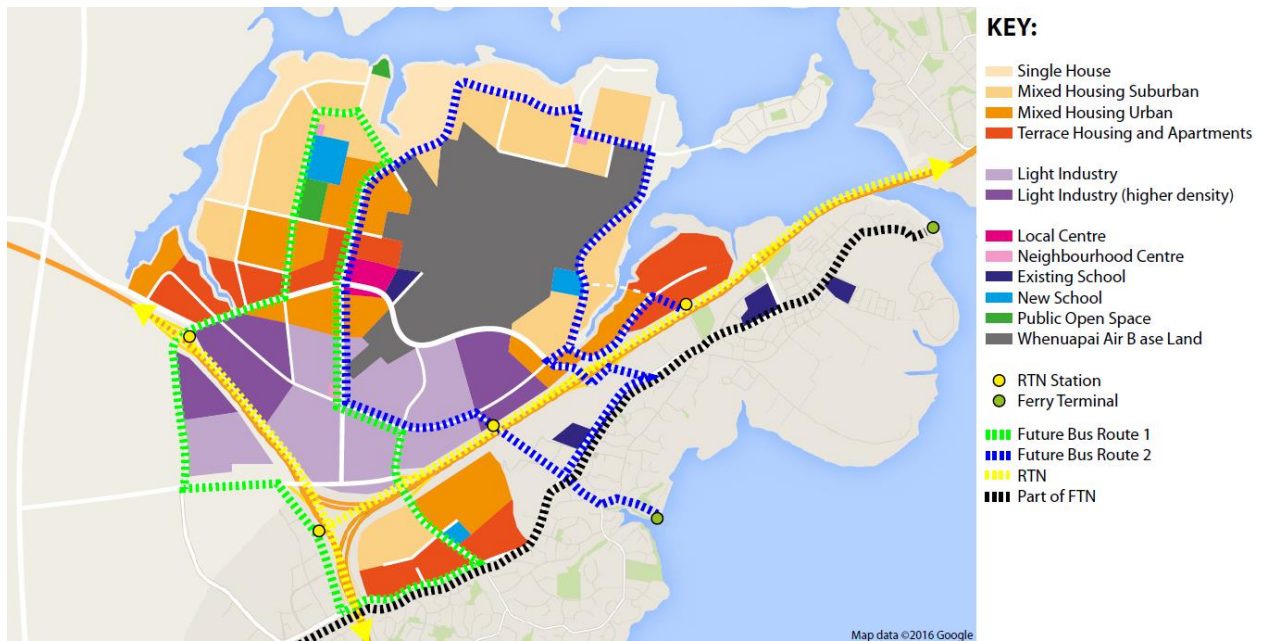 KEY:
Single House
Mixed Housing Suburban
Mixed Housing Urban
Terrace Housing and Apartments
Light Industry
Light Industry (higher density)
Local Centre
Neighbourhood Centre
Existing School
New School
Public Open Space
Whenuapai Air B ase Land
RTN Station
Ferry Terminal
Future Bus Route 1
Future Bus Route 2
RTN
Part of FTN
Map data ©2016 Google